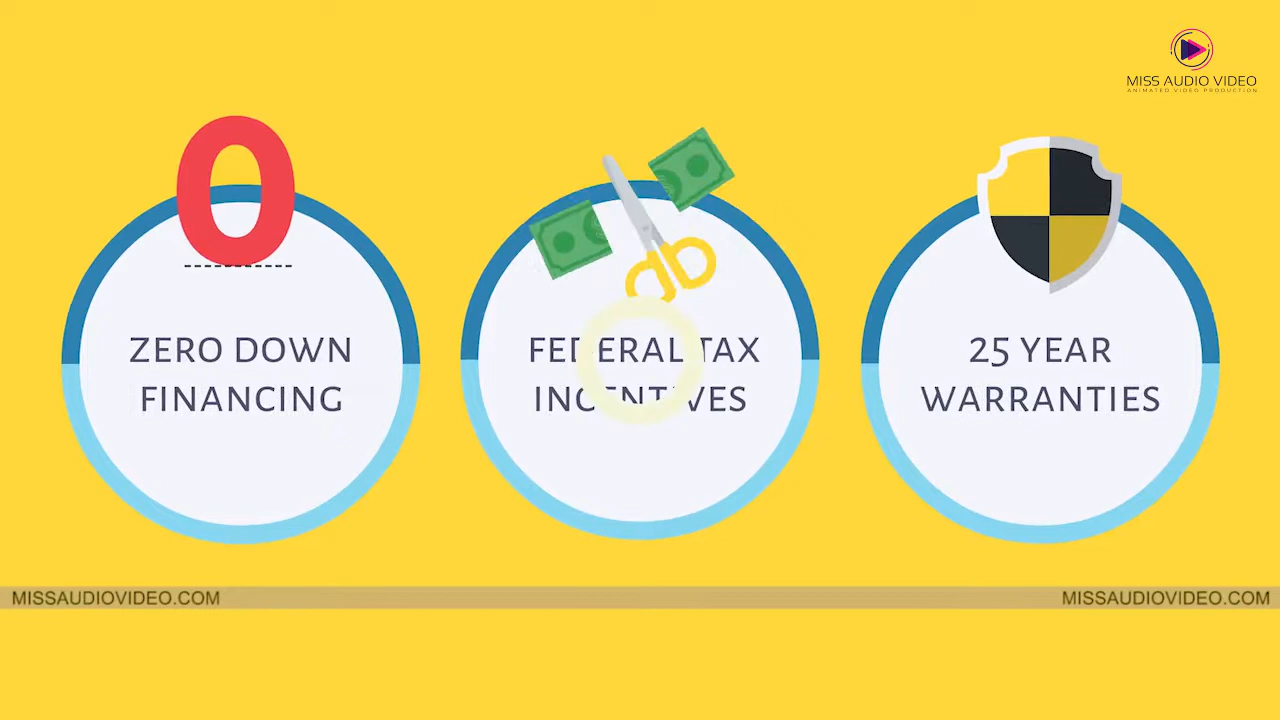 MISS AUDIO VIDEO
ANIMATED VIDEO PRODUCTION
0
ZERO DOWN
FINANCING
FEDERAL TAX
INCENTIVES
25 YEAR
WARRANTIES
MISSAUDIOVIDEO.COM
MISSAUDIOVIDEO.COM